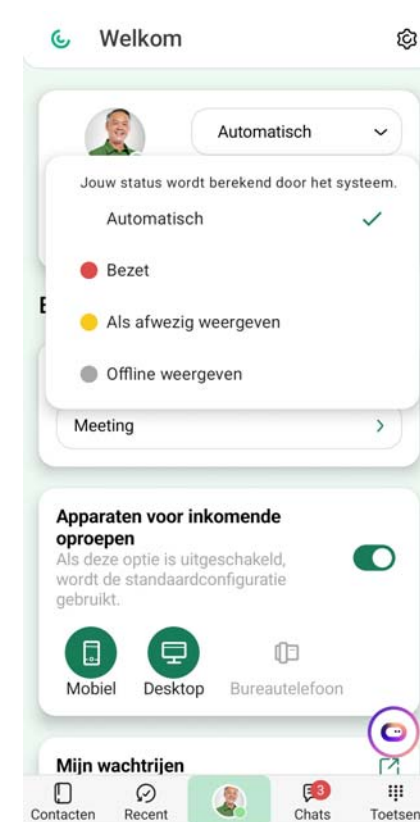 Welkom
Automatisch
Jouw status wordt berekend door het systeem.
Automatisch
Bezet
Als afwezig weergeven
Offline weergeven
Meeting
Apparaten voor inkomende
oproepen
Als deze optie is uitgeschakeld,
wordt de standaardconfiguratie
gebruikt.
Mobiel Desktop Bureautelefoon
Mijn wachtrijen
3
Contacten Recent Chats Toetsen